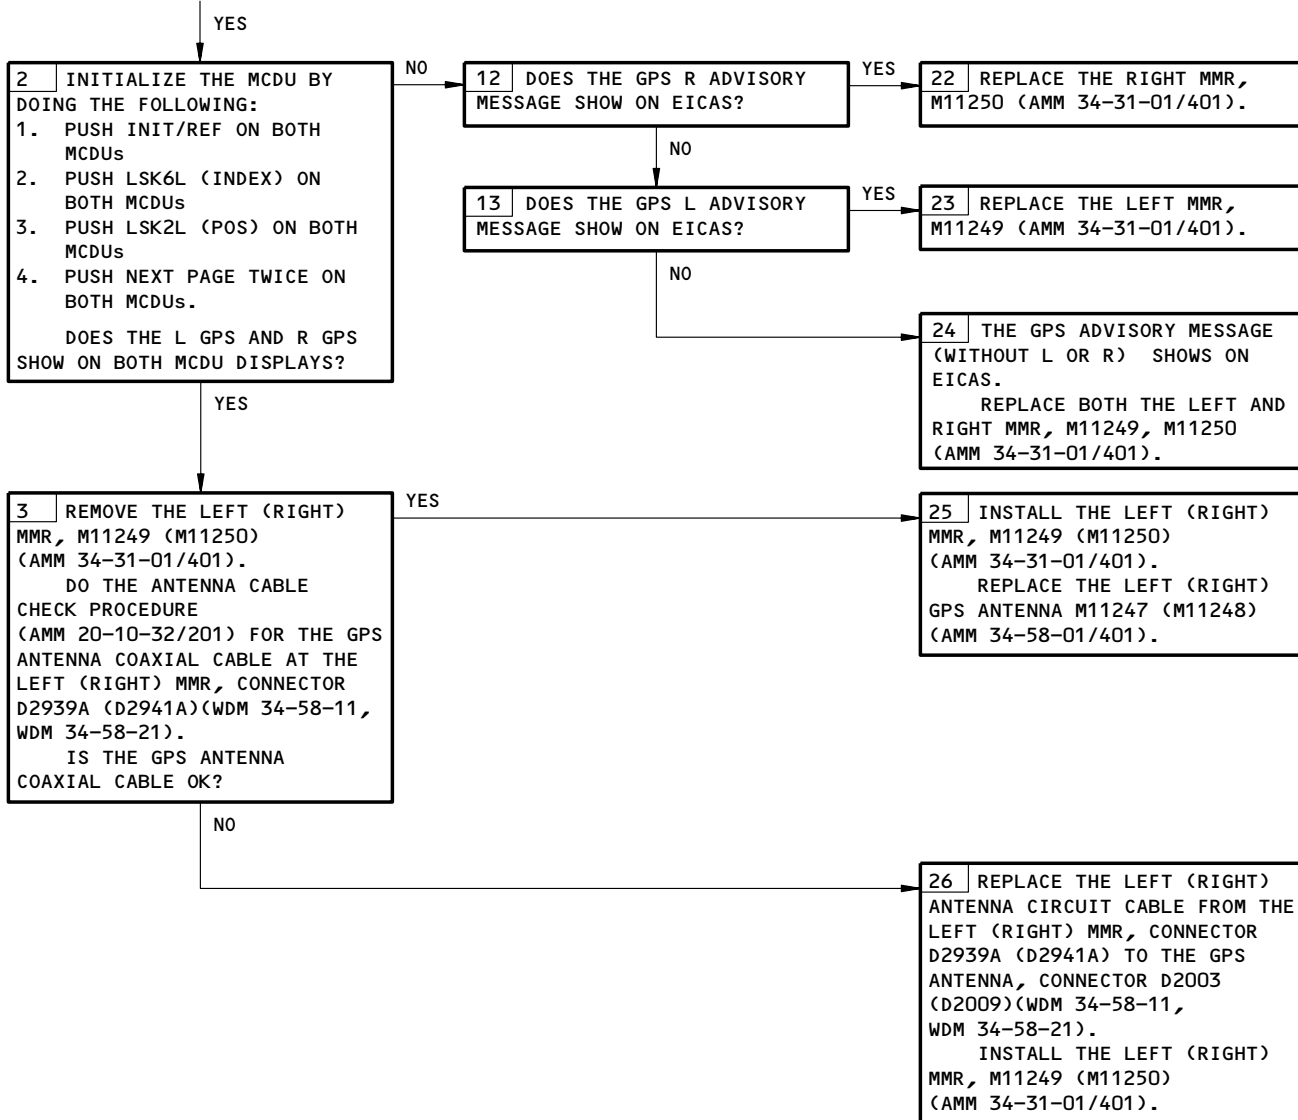 YES
2 INITIALIZE THE MCDU BY
DOING THE FOLLOWING:
1. PUSH INIT/REF ON BOTH
MCDUs
2. PUSH LSK6L (INDEX) ON
BOTH MCDUs
3. PUSH LSK2L (POS) ON BOTH
MCDUs
4. PUSH NEXT PAGE TWICE ON
BOTH MCDUs.
DOES THE L GPS AND R GPS
SHOW ON BOTH MCDU DISPLAYS?
NO
12 DOES THE GPS R ADVISORY
MESSAGE SHOW ON EICAS?
YES
22 REPLACE THE RIGHT MMR,
M11250 (AMM 34-31-01/401).
NO
13 DOES THE GPS L ADVISORY
MESSAGE SHOW ON EICAS?
YES
23 REPLACE THE LEFT MMR,
M11249 (AMM 34-31-01/401).
NO
24 THE GPS ADVISORY MESSAGE
(WITHOUT L OR R) SHOWS ON
EICAS.
REPLACE BOTH THE LEFT AND
RIGHT MMR, M11249, M11250
(AMM 34-31-01/401).
YES
3 REMOVE THE LEFT (RIGHT)
MMR, M11249 (M11250)
(AMM 34-31-01/401).
DO THE ANTENNA CABLE
CHECK PROCEDURE
(AMM 20-10-32/201) FOR THE GPS
ANTENNA COAXIAL CABLE AT THE
LEFT (RIGHT) MMR, CONNECTOR
D2939A (D2941A)(WDM 34-58-11,
WDM 34-58-21).
IS THE GPS ANTENNA
COAXIAL CABLE OK?
YES
25 INSTALL THE LEFT (RIGHT)
MMR, M11249 (M11250)
(AMM 34-31-01/401).
REPLACE THE LEFT (RIGHT)
GPS ANTENNA M11247 (M11248)
(AMM 34-58-01/401).
NO
26 REPLACE THE LEFT (RIGHT)
ANTENNA CIRCUIT CABLE FROM THE
LEFT (RIGHT) MMR, CONNECTOR
D2939A (D2941A) TO THE GPS
ANTENNA, CONNECTOR D2003
(D2009)(WDM 34-58-11,
WDM 34-58-21).
INSTALL THE LEFT (RIGHT)
MMR, M11249 (M11250)
(AMM 34-31-01/401).